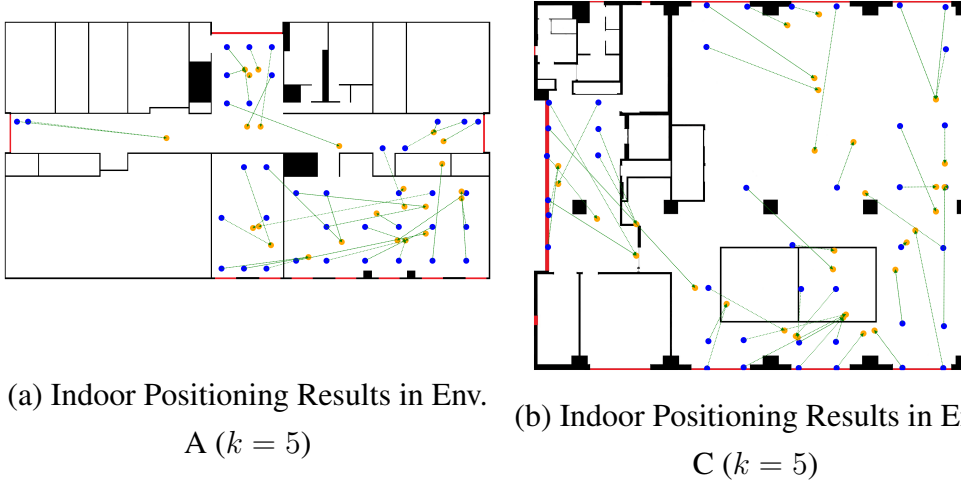 (a) Indoor Positioning Results in Env.
A (k = 5)
(b) Indoor Positioning Results in
C (k = 5)